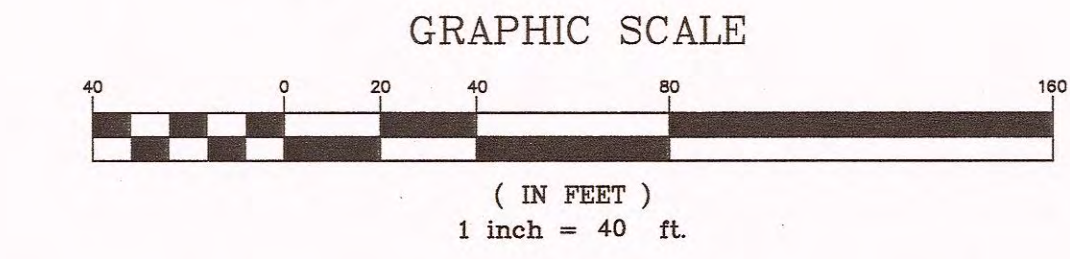 GRAPHIC SCALE
40 0 20 40 80 160
( IN FEET )
1 inch = 40 ft.